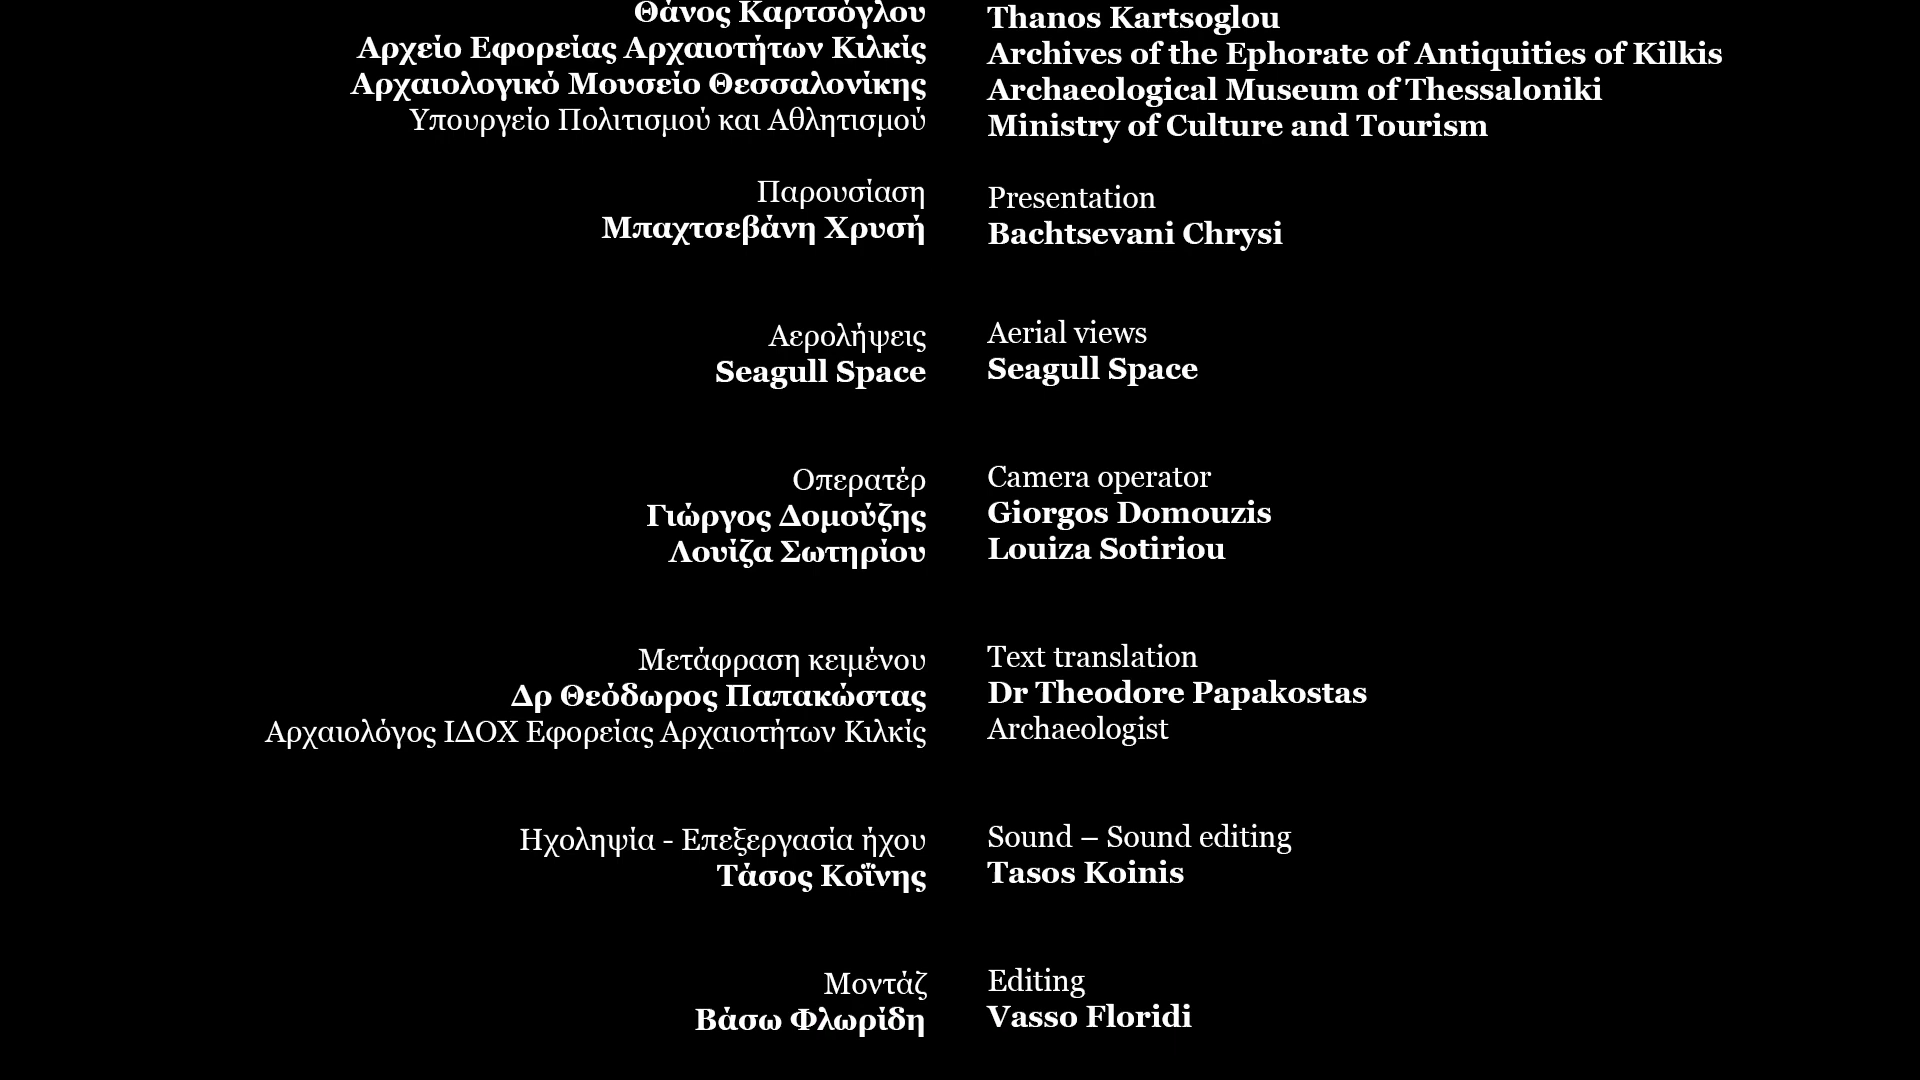 Θάνος Καρτσόγλου
Αρχείο Εφορείας Αρχαιοτήτων Κιλκίς
Αρχαιολογικό Μουσείο Θεσσαλονίκης
Υπουργείο Πολιτισμού και Αθλητισμού
Παρουσίαση
Μπαχτσεβάνη Χρυσή
Αερολήψεις
Seagull Space
Οπερατέρ
Γιώργος Δομούζης
Λουίζα Σωτηρίου
Μετάφραση κειμένου
Δρ Θεόδωρος Παπακώστας
Αρχαιολόγος ΙΔΟΧ Εφορείας Αρχαιοτήτων Κιλκίς
Ηχοληψία - Επεξεργασία ήχου
Τάσος Κοΐνης
Μοντάζ
Βάσω Φλωρίδη
Thanos Kartsoglou
Archives of the Ephorate of Antiquities of Kilkis
Archaeological Museum of Thessaloniki
Ministry of Culture and Tourism
Presentation
Bachtsevani Chrysi
Aerial views
Seagull Space
Camera operator
Giorgos Domouzis
Louiza Sotiriou
Text translation
Dr Theodore Papakostas
Archaeologist
Sound – Sound editing
Tasos Koinis
Editing
Vasso Floridi